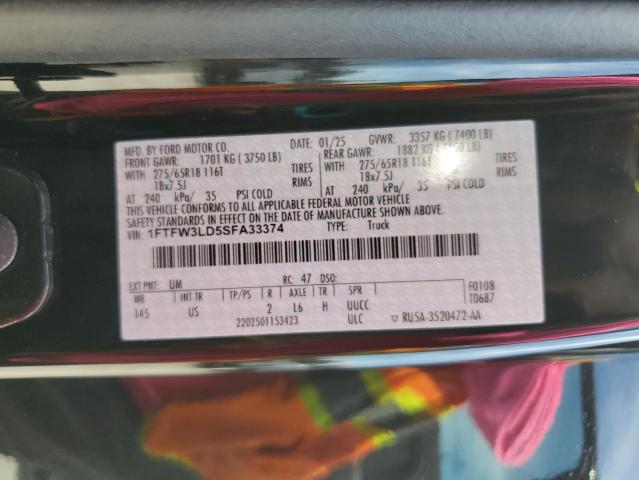 MFD. BY FORD MOTOR CO.
DATE: 01/25 GVWR: 3357 KG ( 7400 LB)
FRONT GAWR: 1701 KG ( 3750 LB) REAR GAWR: 1882 KG ( LB)
WITH 275/65R18 116T TIRES WITH 275/65R18 116T TIRES
18x7.5J RIMS 18x7.5J RIMS
AT 240 kPa/ 35 PSI COLD AT 240 kPa/ 35 PSI COLD
THIS VEHICLE CONFORMS TO ALL APPLICABLE FEDERAL MOTOR VEHICLE
SAFETY STANDARDS IN EFFECT ON THE DATE OF MANUFACTURE SHOWN ABOVE.
VIN: 1FTFW3LD5SFA33374 TYPE: Truck
EXT PNT: UM RC: 47 DSO:
WB INT TR TP/PS R AXLE TR SPR
145 US 2 L6 H UUCC
2202501153423 ULC
F0108
T0687
▽ RU5A-3520472-AA